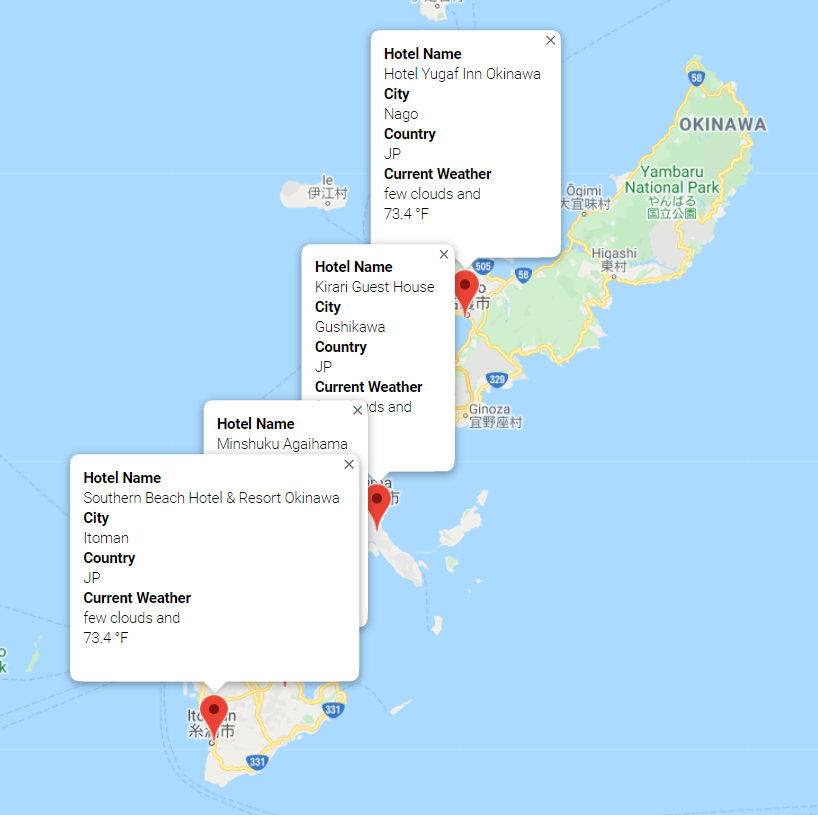 Hotel Name
Hotel Yugaf Inn Okinawa
City
Nago
Country
JP
Current Weather
few clouds and
73.4 °F
58
OKINAWA
Yambaru
National Park
やんばる
国立公園
Ie
伊江村
Ōgimi
大宜味村
Higashi
東村
505
58
市
Hotel Name
Kirari Guest House
City
Gushikawa
Country
JP
Current Weather
ds and
329
Ginoza
宜野座村
Hotel Name
Minshuku Agaihama
市
Hotel Name
Southern Beach Hotel & Resort Okinawa
City
Itoman
Country
JP
Current Weather
few clouds and
73.4 °F
糸満市
331
331